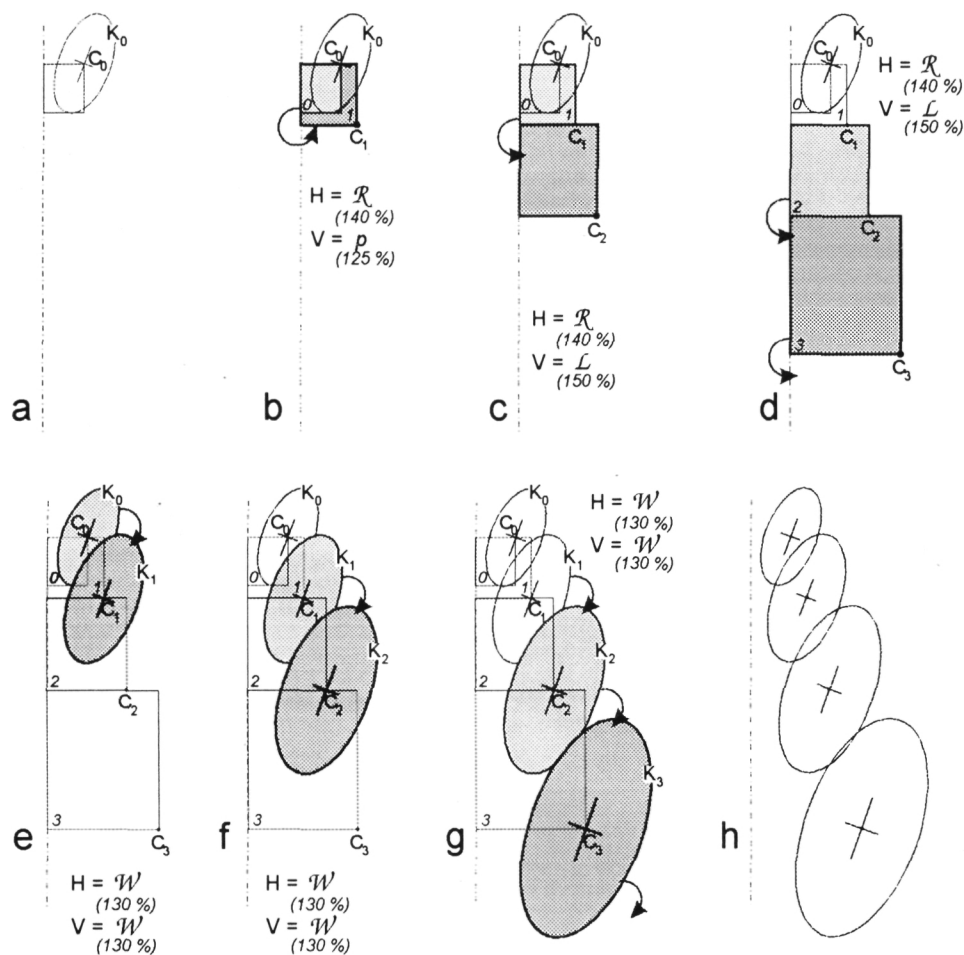 K₀
C₀
a
K₀
C₀
0
1
C₁
H = ℛ
(140 %)
V = p
(125 %)
b
K₀
C₀
0
1
C₁
C₂
H = ℛ
(140 %)
V = ℒ
(150 %)
c
K₀
C₀
0
1
C₁
2
C₂
3
C₃
H = ℛ
(140 %)
V = ℒ
(150 %)
d
K₀
C₀
0
K₁
1
C₁
2
C₂
3
C₃
e
H = 𝒲
(130 %)
V = 𝒲
(130 %)
K₀
C₀
0
K₁
1
C₁
K₂
2
C₂
3
C₃
f
H = 𝒲
(130 %)
V = 𝒲
(130 %)
K₀
C₀
0
K₁
1
C₁
K₂
2
C₂
K₃
3
C₃
H = 𝒲
(130 %)
V = 𝒲
(130 %)
g
h